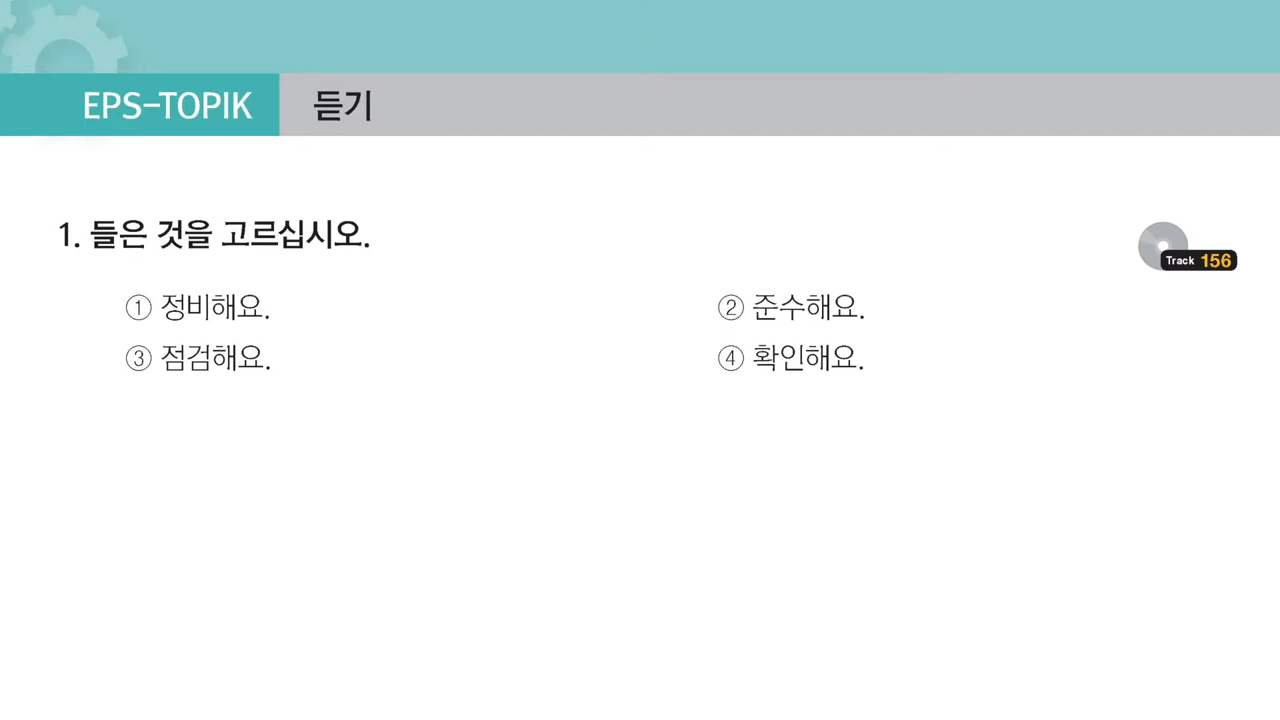 EPS-TOPIK 듣기
1. 들은 것을 고르십시오.
Track 156
① 정비해요. ② 준수해요.
③ 점검해요. ④ 확인해요.